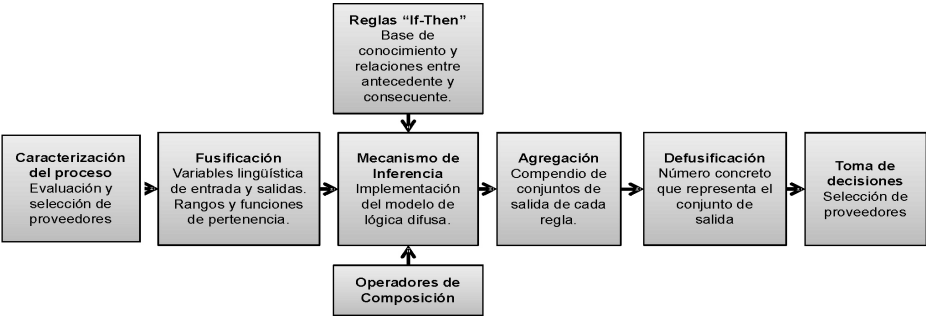 Reglas “If-Then”
Base de
conocimiento y
relaciones entre
antecedente y
consecuente.
Caracterización
del proceso
Evaluación y
selección de
proveedores
Fusificación
Variables lingüística
de entrada y salidas.
Rangos y funciones
de pertenencia.
Mecanismo de
Inferencia
Implementación
del modelo de
lógica difusa.
Agregación
Compendio de
conjuntos de
salida de cada
regla.
Defusificación
Número concreto
que representa el
conjunto de
salida
Toma de
decisiones
Selección de
proveedores
Operadores de
Composición